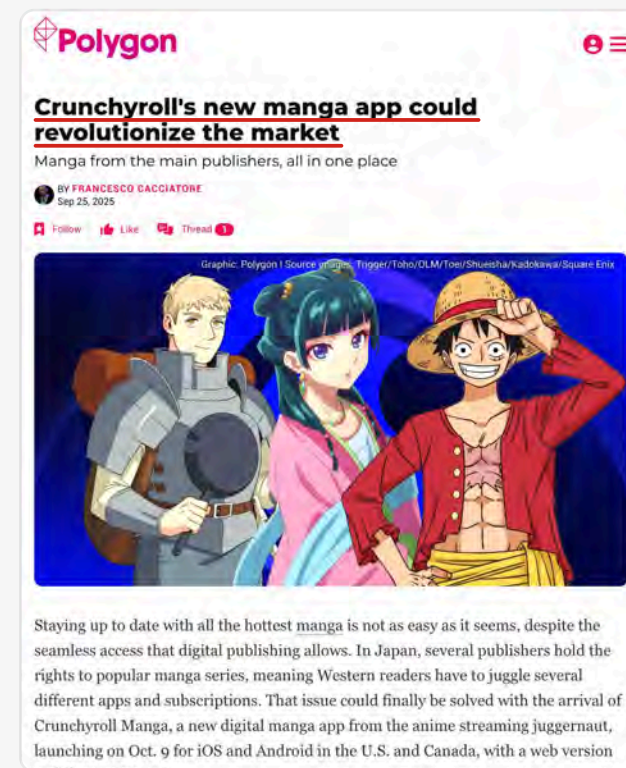 Polygon
Crunchyroll's new manga app could
revolutionize the market
Manga from the main publishers, all in one place
BY FRANCESCO CACCIATORE
Sep 25, 2025
Follow Like Thread 1
Graphic: Polygon | Source images: Trigger/Toho/OLM/Toei/Shueisha/Kadokawa/Square Enix
Staying up to date with all the hottest manga is not as easy as it seems, despite the
seamless access that digital publishing allows. In Japan, several publishers hold the
rights to popular manga series, meaning Western readers have to juggle several
different apps and subscriptions. That issue could finally be solved with the arrival of
Crunchyroll Manga, a new digital manga app from the anime streaming juggernaut,
launching on Oct. 9 for iOS and Android in the U.S. and Canada, with a web version